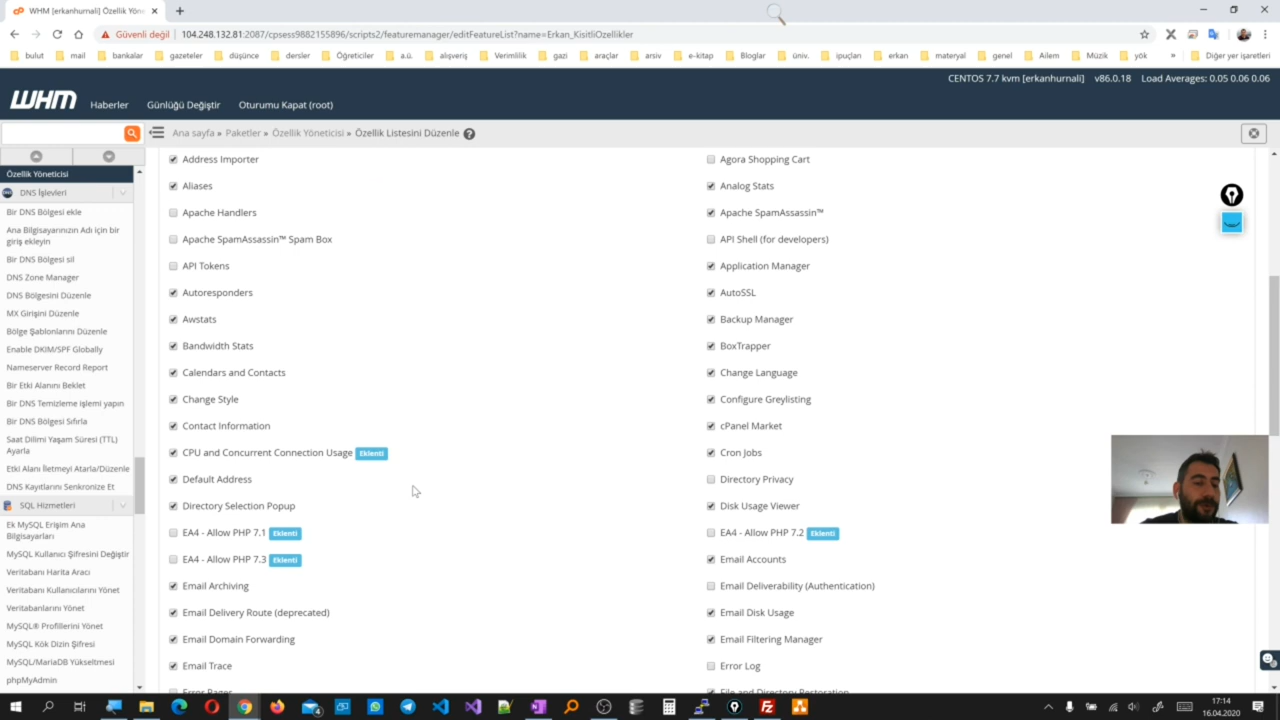 WHM [erkanhurnali] Özellik Yöne
Güvenli değil
104.248.132.81:2087/cpsess9882155896/scripts2/featuremanager/editFeatureList?name=Erkan_KisitliOzellikler
bulut mail bankalar gazeteler düşünce dersler Öğreticiler a.ü. alışveriş Verimlilik gazi araçlar arsiv e-kitap Bloglar üniv. ipuçları erkan materyal genel Ailem Müzik yök » Diğer yer işaretleri
CENTOS 7.7 kvm [erkanhurnali] v86.0.18 Load Averages: 0.05 0.06 0.06
WHM Haberler Günlüğü Değiştir Oturumu Kapat (root)
Ana sayfa » Paketler » Özellik Yöneticisi » Özellik Listesini Düzenle
Özellik Yöneticisi
DNS İşlevleri
Bir DNS Bölgesi ekle
Ana Bilgisayarınızın Adı için bir
giriş ekleyin
Bir DNS Bölgesi sil
DNS Zone Manager
DNS Bölgesini Düzenle
MX Girişini Düzenle
Bölge Şablonlarını Düzenle
Enable DKIM/SPF Globally
Nameserver Record Report
Bir Etki Alanını Beklet
Bir DNS Temizleme işlemi yapın
Bir DNS Bölgesi Sıfırla
Saat Dilimi Yaşam Süresi (TTL)
Ayarla
Etki Alanı İletmeyi Atarla/Düzenle
DNS Kayıtlarını Senkronize Et
SQL Hizmetleri
Ek MySQL Erişim Ana
Bilgisayarları
MySQL Kullanıcı Şifresini Değiştir
Veritabanı Harita Aracı
Veritabanı Kullanıcılarını Yönet
Veritabanlarını Yönet
MySQL® Profillerini Yönet
MySQL Kök Dizin Şifresi
MySQL/MariaDB Yükseltmesi
phpMyAdmin
Address Importer Agora Shopping Cart
Aliases Analog Stats
Apache Handlers Apache SpamAssassin™
Apache SpamAssassin™ Spam Box API Shell (for developers)
API Tokens Application Manager
Autoresponders AutoSSL
Awstats Backup Manager
Bandwidth Stats BoxTrapper
Calendars and Contacts Change Language
Change Style Configure Greylisting
Contact Information cPanel Market
CPU and Concurrent Connection Usage Eklenti Cron Jobs
Default Address Directory Privacy
Directory Selection Popup Disk Usage Viewer
EA4 - Allow PHP 7.1 Eklenti EA4 - Allow PHP 7.2 Eklenti
EA4 - Allow PHP 7.3 Eklenti Email Accounts
Email Archiving Email Deliverability (Authentication)
Email Delivery Route (deprecated) Email Disk Usage
Email Domain Forwarding Email Filtering Manager
Email Trace Error Log
Error Pages File and Directory Restoration
17:14
16.04.2020